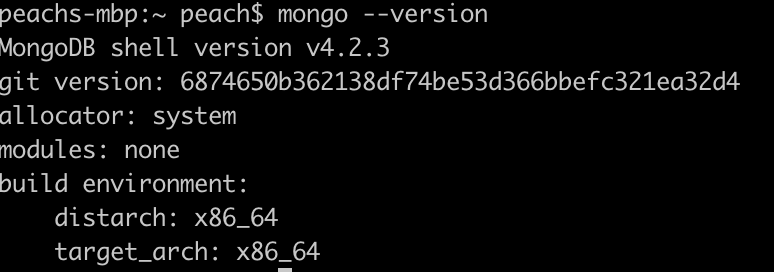 peachs-mbp:~ peach$ mongo --version
MongoDB shell version v4.2.3
git version: 6874650b362138df74be53d366bbefc321ea32d4
allocator: system
modules: none
build environment:
    distarch: x86_64
    target_arch: x86_64